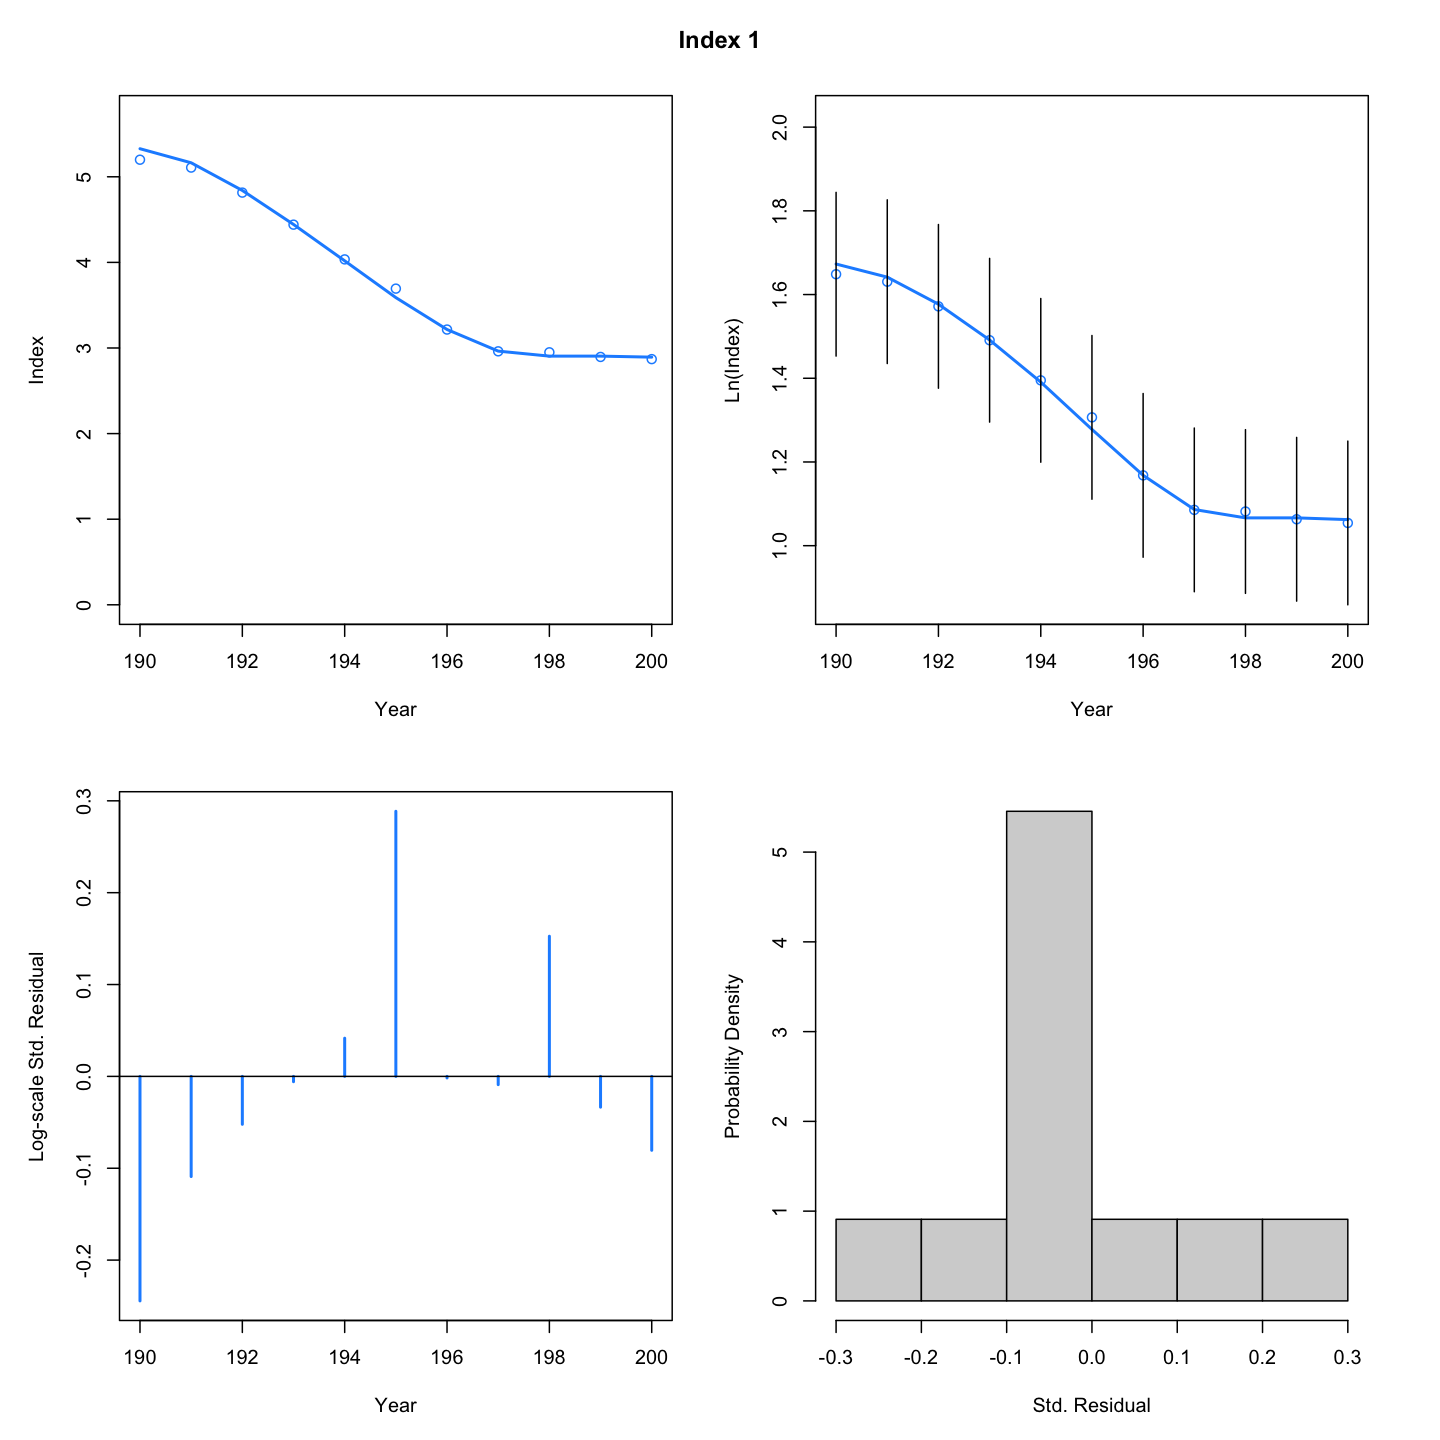 Index 1
Index
5
4
3
2
1
0
190 192 194 196 198 200
Year
Ln(Index)
2.0
1.8
1.6
1.4
1.2
1.0
190 192 194 196 198 200
Year
Log-scale Std. Residual
0.3
0.2
0.1
0.0
-0.1
-0.2
190 192 194 196 198 200
Year
Probability Density
5
4
3
2
1
0
-0.3 -0.2 -0.1 0.0 0.1 0.2 0.3
Std. Residual